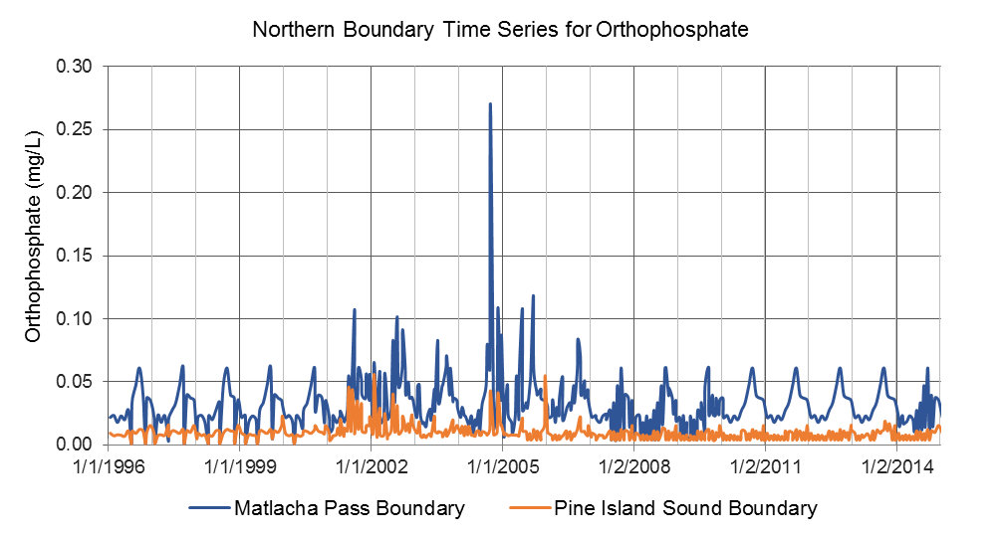 Northern Boundary Time Series for Orthophosphate
Orthophosphate (mg/L)
0.30
0.25
0.20
0.15
0.10
0.05
0.00
1/1/1996 1/1/1999 1/1/2002 1/1/2005 1/2/2008 1/2/2011 1/2/2014
Matlacha Pass Boundary Pine Island Sound Boundary